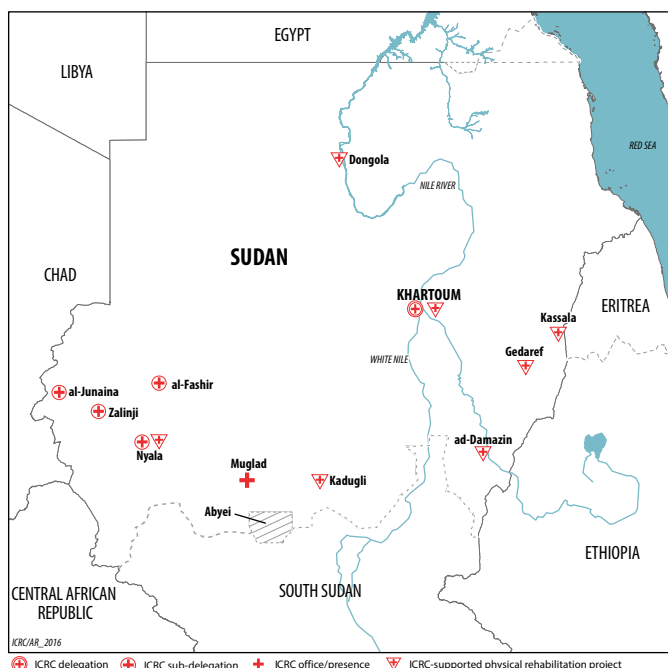 EGYPT
LIBYA
RED SEA
Dongola
NILE RIVER
SUDAN
CHAD
KHARTOUM
ERITREA
Kassala
Gedaref
WHITE NILE
al-Fashir
al-Junaina
Zalinji
ad-Damazin
Nyala
Muglad
Kadugli
Abyei
ETHIOPIA
CENTRAL AFRICAN
REPUBLIC
SOUTH SUDAN
ICRC/AR_2016
ICRC delegation ICRC sub-delegation ICRC office/presence ICRC-supported physical rehabilitation project